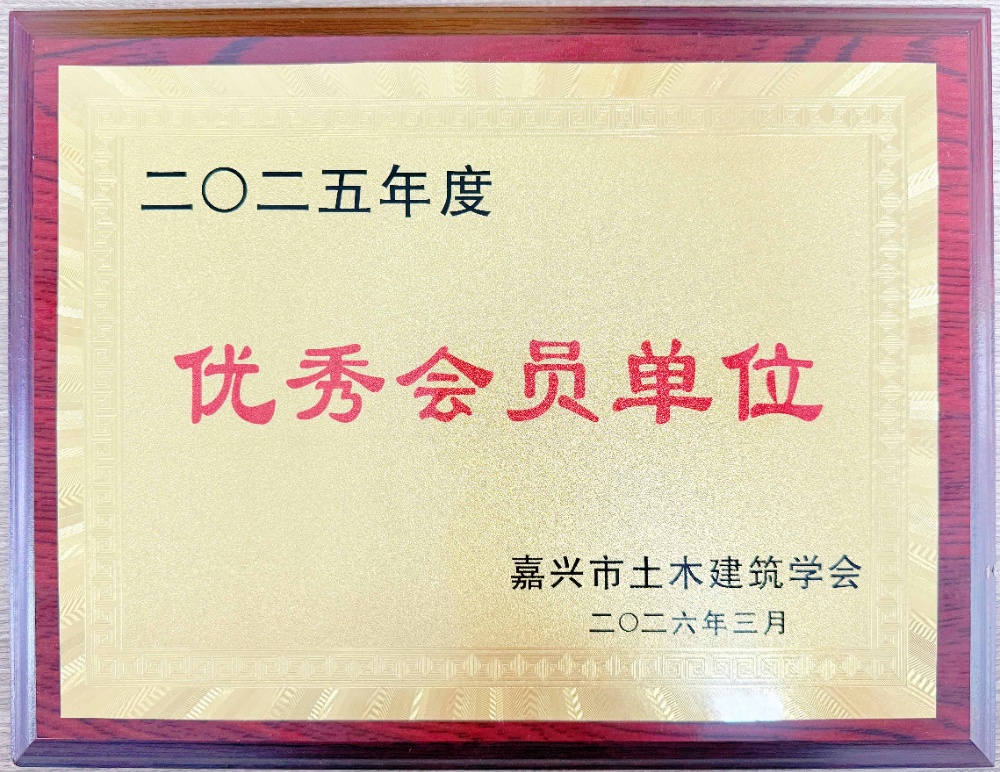 二〇二五年度
优秀会员单位
嘉兴市土木建筑学会
二〇二六年三月